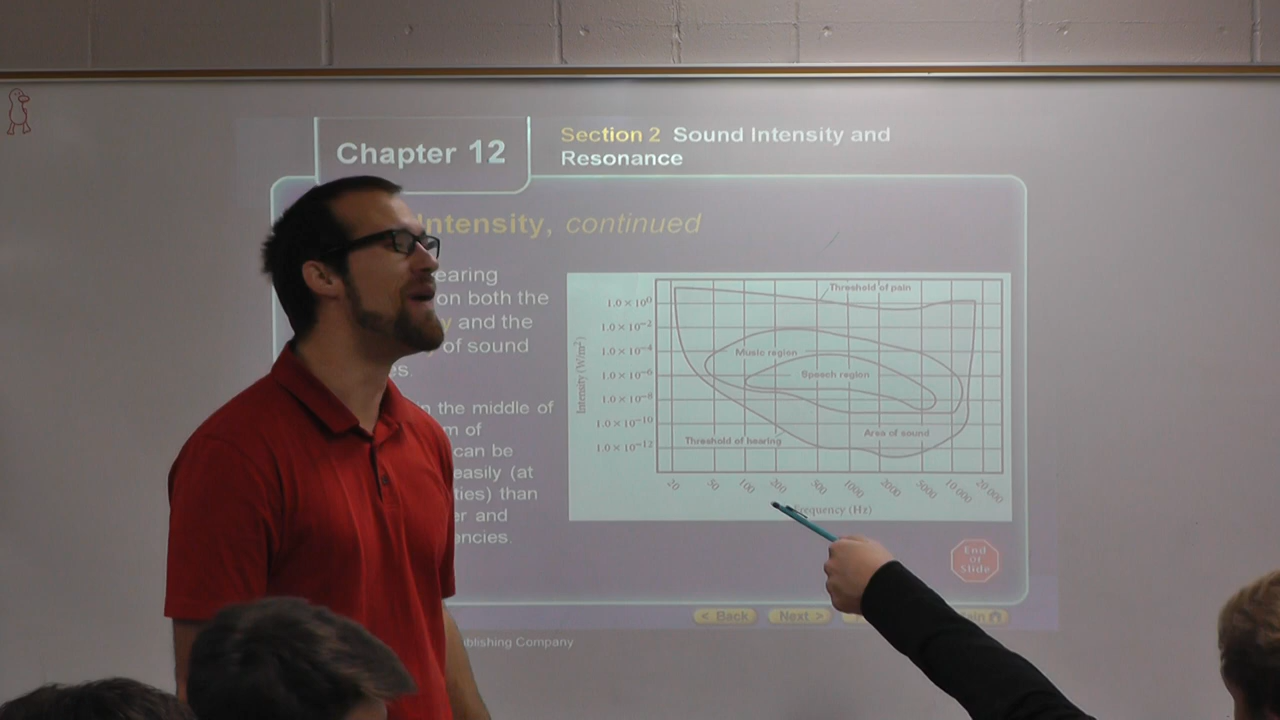 Chapter 12
Section 2 Sound Intensity and
Resonance
Intensity, continued
earing
on both the
y and the
of sound
es.
n the middle of
m of
can be
easily (at
ties) than
er and
encies.
Threshold of pain
Music region
Speech region
Area of sound
Threshold of hearing
Intensity (W/m²)
1.0 × 10⁰
1.0 × 10⁻²
1.0 × 10⁻⁴
1.0 × 10⁻⁶
1.0 × 10⁻⁸
1.0 × 10⁻¹⁰
1.0 × 10⁻¹²
20 50 100 200 500 1000 2000 5000 10 000 20 000
Frequency (Hz)
End
Of
Slide
< Back Next > ain
blishing Company